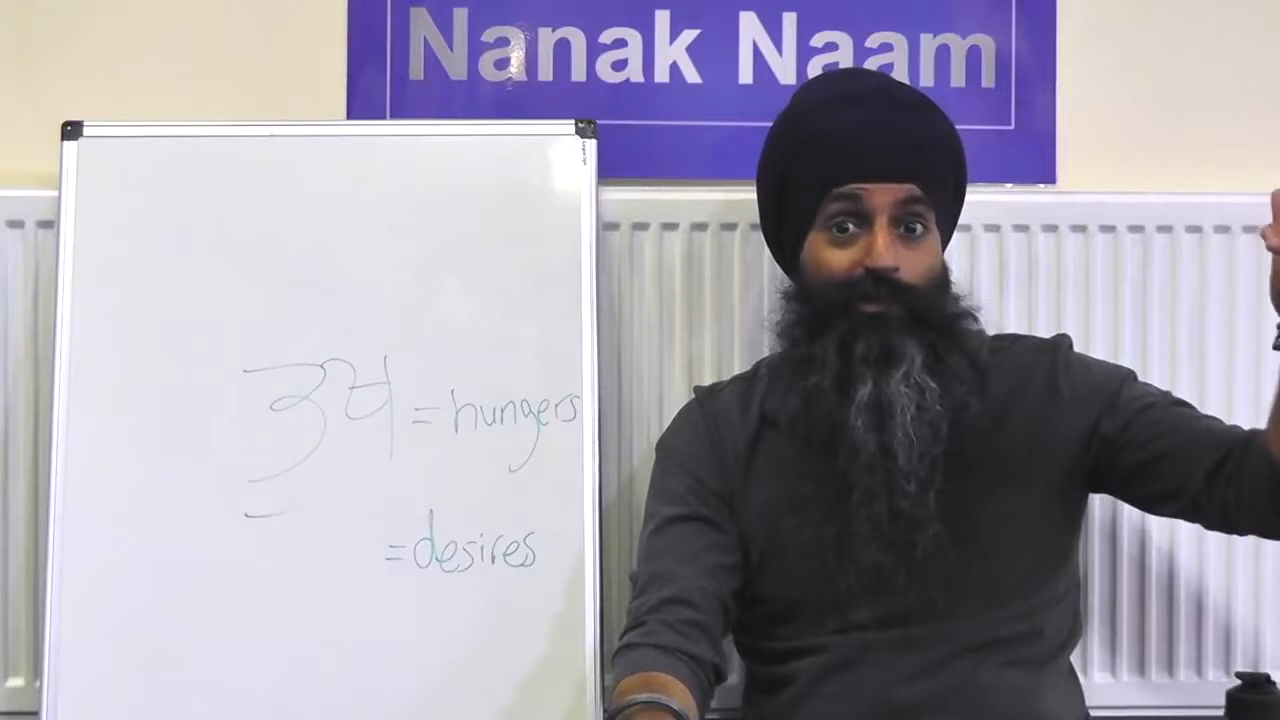 Nanak Naam
ਭੁਖ = hungers
= desires